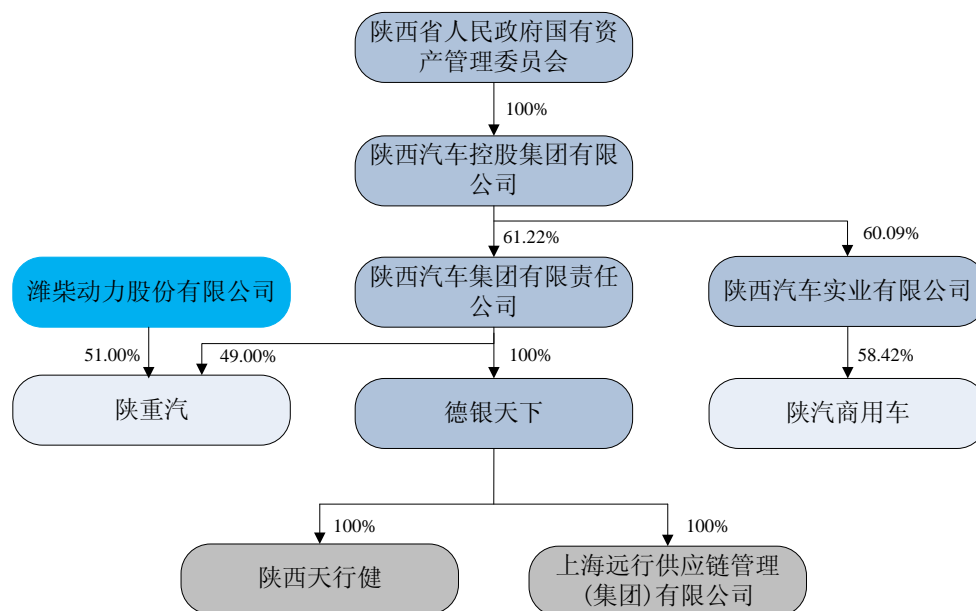 陕西省人民政府国有资
产管理委员会
100%
陕西汽车控股集团有限
公司
61.22%
60.09%
潍柴动力股份有限公司
陕西汽车集团有限责任
公司
陕西汽车实业有限公司
51.00%
49.00%
100%
58.42%
陕重汽
德银天下
陕汽商用车
100%
100%
陕西天行健
上海远行供应链管理
(集团)有限公司